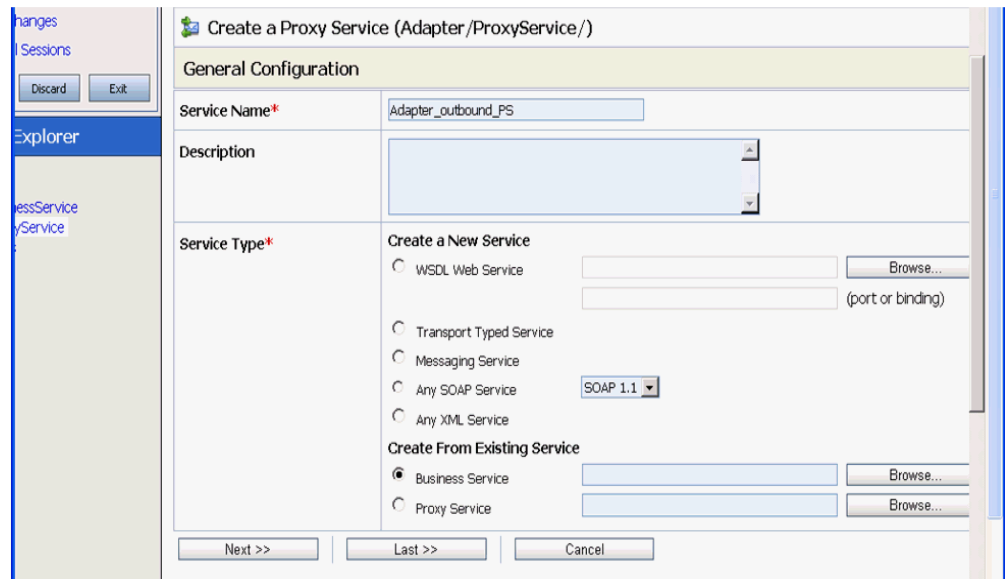 hanges
l Sessions
Discard Exit
Explorer
essService
yService
Create a Proxy Service (Adapter/ProxyService/)
General Configuration
Service Name*
Adapter_outbound_PS
Description
Service Type*
Create a New Service
WSDL Web Service
Browse...
(port or binding)
Transport Typed Service
Messaging Service
Any SOAP Service
SOAP 1.1
Any XML Service
Create From Existing Service
Business Service
Browse...
Proxy Service
Browse...
Next >> Last >> Cancel